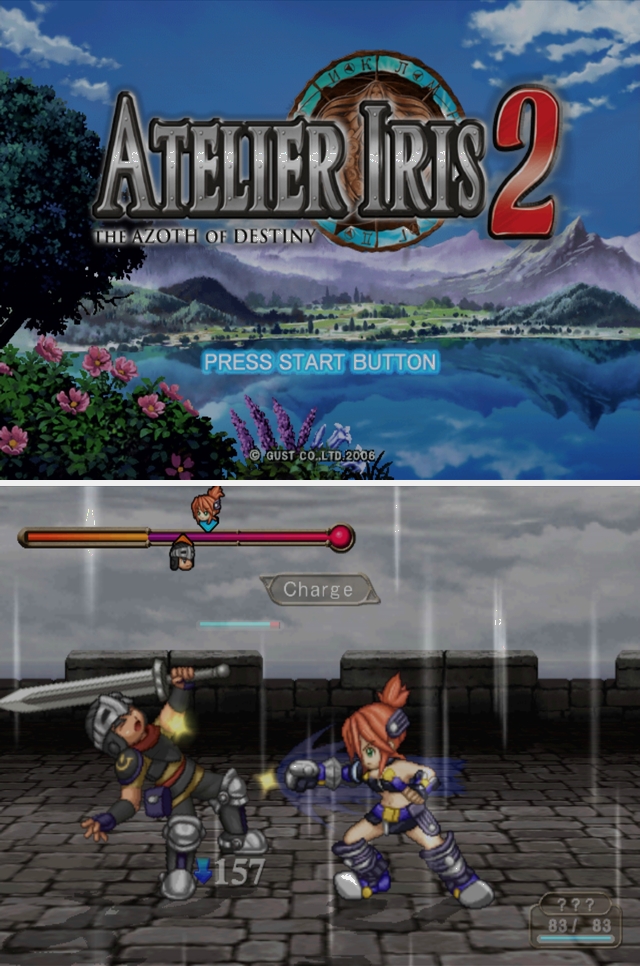 ATELIER IRIS 2
THE AZOTH OF DESTINY
PRESS START BUTTON
© GUST CO.,LTD.2006
Charge
157
???
83/ 83